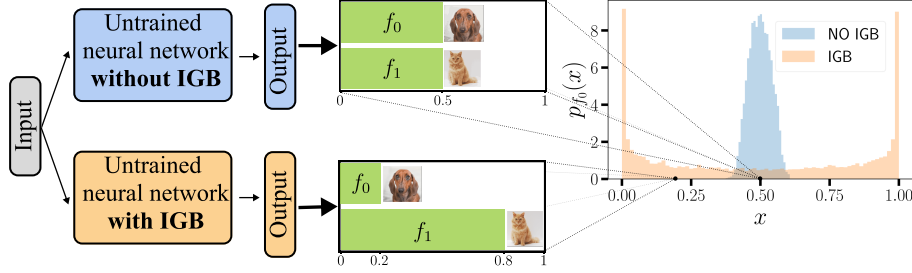 Input
Untrained
neural network
without IGB
Output
f₀
f₁
0 0.5 1
Untrained
neural network
with IGB
Output
f₀
f₁
0 0.2 0.8 1
p_{f₀}(x)
8
6
4
2
0
NO IGB
IGB
0.00 0.25 0.50 0.75 1.00
x